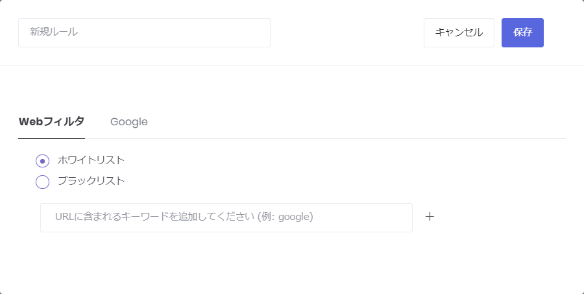 新規ルール
キャンセル
保存
Webフィルタ
Google
ホワイトリスト
ブラックリスト
URLに含まれるキーワードを追加してください (例: google)
+